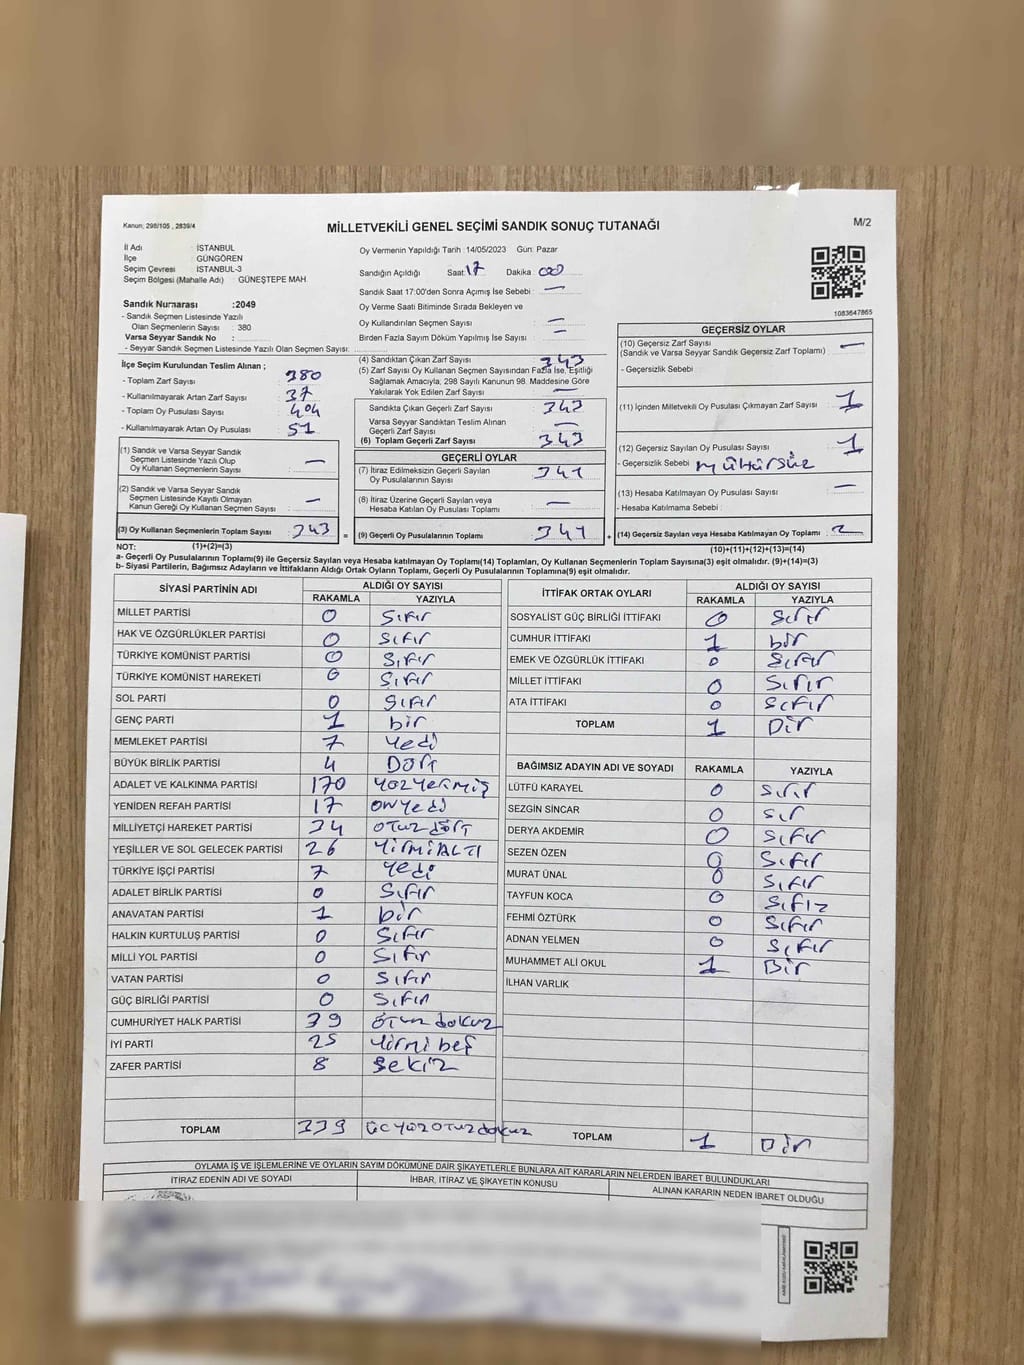 Kanun; 298/105 , 2839/4
MİLLETVEKİLİ GENEL SEÇİMİ SANDIK SONUÇ TUTANAĞI
M/2
İl Adı : İSTANBUL
İlçe : GÜNGÖREN
Seçim Çevresi : İSTANBUL-3
Seçim Bölgesi (Mahalle Adı) : GÜNEŞTEPE MAH
Sandık Numarası :2049
- Sandık Seçmen Listesinde Yazılı
Olan Seçmenlerin Sayısı : 380
Varsa Seyyar Sandık No :
- Seyyar Sandık Seçmen Listesinde Yazılı Olan Seçmen Sayısı:
Oy Vermenin Yapıldığı Tarih :14/05/2023 Gün: Pazar
Sandığın Açıldığı Saat:17 Dakika 00
Sandık Saat 17:00'den Sonra Açılmış İse Sebebi : —
Oy Verme Saati Bitiminde Sırada Bekleyen ve
Oy Kullandırılan Seçmen Sayısı : —
Birden Fazla Sayım Döküm Yapılmış İse Sayısı : —
1083647865
İlçe Seçim Kurulundan Teslim Alınan ;
- Toplam Zarf Sayısı : 380
- Kullanılmayarak Artan Zarf Sayısı : 37
- Toplam Oy Pusulası Sayısı : 404
- Kullanılmayarak Artan Oy Pusulası : 51
(1) Sandık ve Varsa Seyyar Sandık
Seçmen Listesinde Yazılı Olup
Oy Kullanan Seçmenlerin Sayısı : —
(2) Sandık ve Varsa Seyyar Sandık
Seçmen Listesinde Kayıtlı Olmayan
Kanun Gereği Oy Kullanan Seçmen Sayısı : —
(3) Oy Kullanan Seçmenlerin Toplam Sayısı : 343 =
(1)+(2)=(3)
(4) Sandıktan Çıkan Zarf Sayısı : 343
(5) Zarf Sayısı Oy Kullanan Seçmen Sayısından Fazla İse, Eşitliği
Sağlamak Amacıyla, 298 Sayılı Kanunun 98. Maddesine Göre
Yakılarak Yok Edilen Zarf Sayısı : —
Sandıkta Çıkan Geçerli Zarf Sayısı : 343
Varsa Seyyar Sandıktan Teslim Alınan
Geçerli Zarf Sayısı : —
(6) Toplam Geçerli Zarf Sayısı : 343
GEÇERLİ OYLAR
(7) İtiraz Edilmeksizin Geçerli Sayılan
Oy Pusulalarının Sayısı : 341
(8) İtiraz Üzerine Geçerli Sayılan veya
Hesaba Katılan Oy Pusulası Toplamı : —
(9) Geçerli Oy Pusulalarının Toplamı : 341 +
GEÇERSİZ OYLAR
(10) Geçersiz Zarf Sayısı
(Sandık ve Varsa Seyyar Sandık Geçersiz Zarf Toplamı) : —
- Geçersizlik Sebebi :
(11) İçinden Milletvekili Oy Pusulası Çıkmayan Zarf Sayısı : 1
(12) Geçersiz Sayılan Oy Pusulası Sayısı : 1
- Geçersizlik Sebebi : mühürsüz
(13) Hesaba Katılmayan Oy Pusulası Sayısı : —
- Hesaba Katılmama Sebebi :
(14) Geçersiz Sayılan veya Hesaba Katılmayan Oy Toplamı : 2
(10)+(11)+(12)+(13)=(14)
NOT:
a- Geçerli Oy Pusulalarının Toplamı(9) ile Geçersiz Sayılan veya Hesaba katılmayan Oy Toplamı(14) Toplamları, Oy Kullanan Seçmenlerin Toplam Sayısına(3) eşit olmalıdır. (9)+(14)=(3)
b- Siyasi Partilerin, Bağımsız Adayların ve İttifakların Aldığı Ortak Oyların Toplamı, Geçerli Oy Pusulalarının Toplamına(9) eşit olmalıdır.
SİYASİ PARTİNİN ADI ALDIĞI OY SAYISI
RAKAMLA YAZIYLA
MİLLET PARTİSİ 0 Sıfır
HAK VE ÖZGÜRLÜKLER PARTİSİ 0 Sıfır
TÜRKİYE KOMÜNİST PARTİSİ 0 Sıfır
TÜRKİYE KOMÜNİST HAREKETİ 0 Sıfır
SOL PARTİ 0 Sıfır
GENÇ PARTİ 1 bir
MEMLEKET PARTİSİ 7 yedi
BÜYÜK BİRLİK PARTİSİ 4 Dört
ADALET VE KALKINMA PARTİSİ 170 yüzyetmiş
YENİDEN REFAH PARTİSİ 17 onyedi
MİLLİYETÇİ HAREKET PARTİSİ 34 otuz dört
YEŞİLLER VE SOL GELECEK PARTİSİ 26 YİRMİALTI
TÜRKİYE İŞÇİ PARTİSİ 7 Yedi
ADALET BİRLİK PARTİSİ 0 Sıfır
ANAVATAN PARTİSİ 1 bir
HALKIN KURTULUŞ PARTİSİ 0 Sıfır
MİLLİ YOL PARTİSİ 0 Sıfır
VATAN PARTİSİ 0 Sıfır
GÜÇ BİRLİĞİ PARTİSİ 0 Sıfır
CUMHURİYET HALK PARTİSİ 39 otuz dokuz
İYİ PARTİ 25 Yirmi beş
ZAFER PARTİSİ 8 Sekiz
TOPLAM 339 üçyüzotuzdokuz
İTTİFAK ORTAK OYLARI ALDIĞI OY SAYISI
RAKAMLA YAZIYLA
SOSYALİST GÜÇ BİRLİĞİ İTTİFAKI 0 Sıfır
CUMHUR İTTİFAKI 1 bir
EMEK VE ÖZGÜRLÜK İTTİFAKI 0 Sıfır
MİLLET İTTİFAKI 0 Sıfır
ATA İTTİFAKI 0 Sıfır
TOPLAM 1 Bir
BAĞIMSIZ ADAYIN ADI VE SOYADI RAKAMLA YAZIYLA
LÜTFÜ KARAYEL 0 Sıfır
SEZGİN SİNCAR 0
DERYA AKDEMİR 0 Sıfır
SEZEN ÖZEN 0 Sıfır
MURAT ÜNAL 0 Sıfır
TAYFUN KOCA 0 Sıfız
FEHMİ ÖZTÜRK 0 Sıfır
ADNAN YELMEN 0 Sıfır
MUHAMMET ALİ OKUL 1 Bir
İLHAN VARLIK
TOPLAM 1 Bir
OYLAMA İŞ VE İŞLEMLERİNE VE OYLARIN SAYIM DÖKÜMÜNE DAİR ŞİKAYETLERLE BUNLARA AİT KARARLARIN NELERDEN İBARET BULUNDUKLARI
İTİRAZ EDENİN ADI VE SOYADI İHBAR, İTİRAZ VE ŞİKAYETİN KONUSU ALINAN KARARIN NEDEN İBARET OLDUĞU